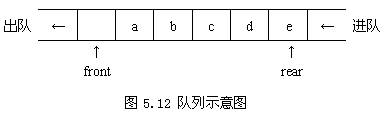 出队 ← a b c d e ← 进队
↑ ↑
front rear
图 5.12 队列示意图